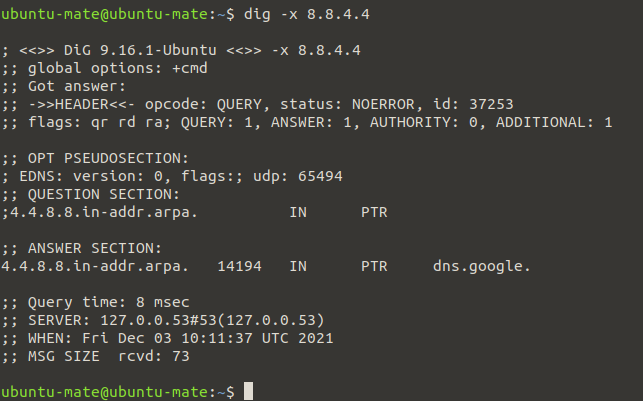 ubuntu-mate@ubuntu-mate:~$ dig -x 8.8.4.4
; <<>> DiG 9.16.1-Ubuntu <<>> -x 8.8.4.4
;; global options: +cmd
;; Got answer:
;; ->>HEADER<<- opcode: QUERY, status: NOERROR, id: 37253
;; flags: qr rd ra; QUERY: 1, ANSWER: 1, AUTHORITY: 0, ADDITIONAL: 1
;; OPT PSEUDOSECTION:
; EDNS: version: 0, flags:; udp: 65494
;; QUESTION SECTION:
;4.4.8.8.in-addr.arpa. IN PTR
;; ANSWER SECTION:
4.4.8.8.in-addr.arpa. 14194 IN PTR dns.google.
;; Query time: 8 msec
;; SERVER: 127.0.0.53#53(127.0.0.53)
;; WHEN: Fri Dec 03 10:11:37 UTC 2021
;; MSG SIZE  rcvd: 73
ubuntu-mate@ubuntu-mate:~$